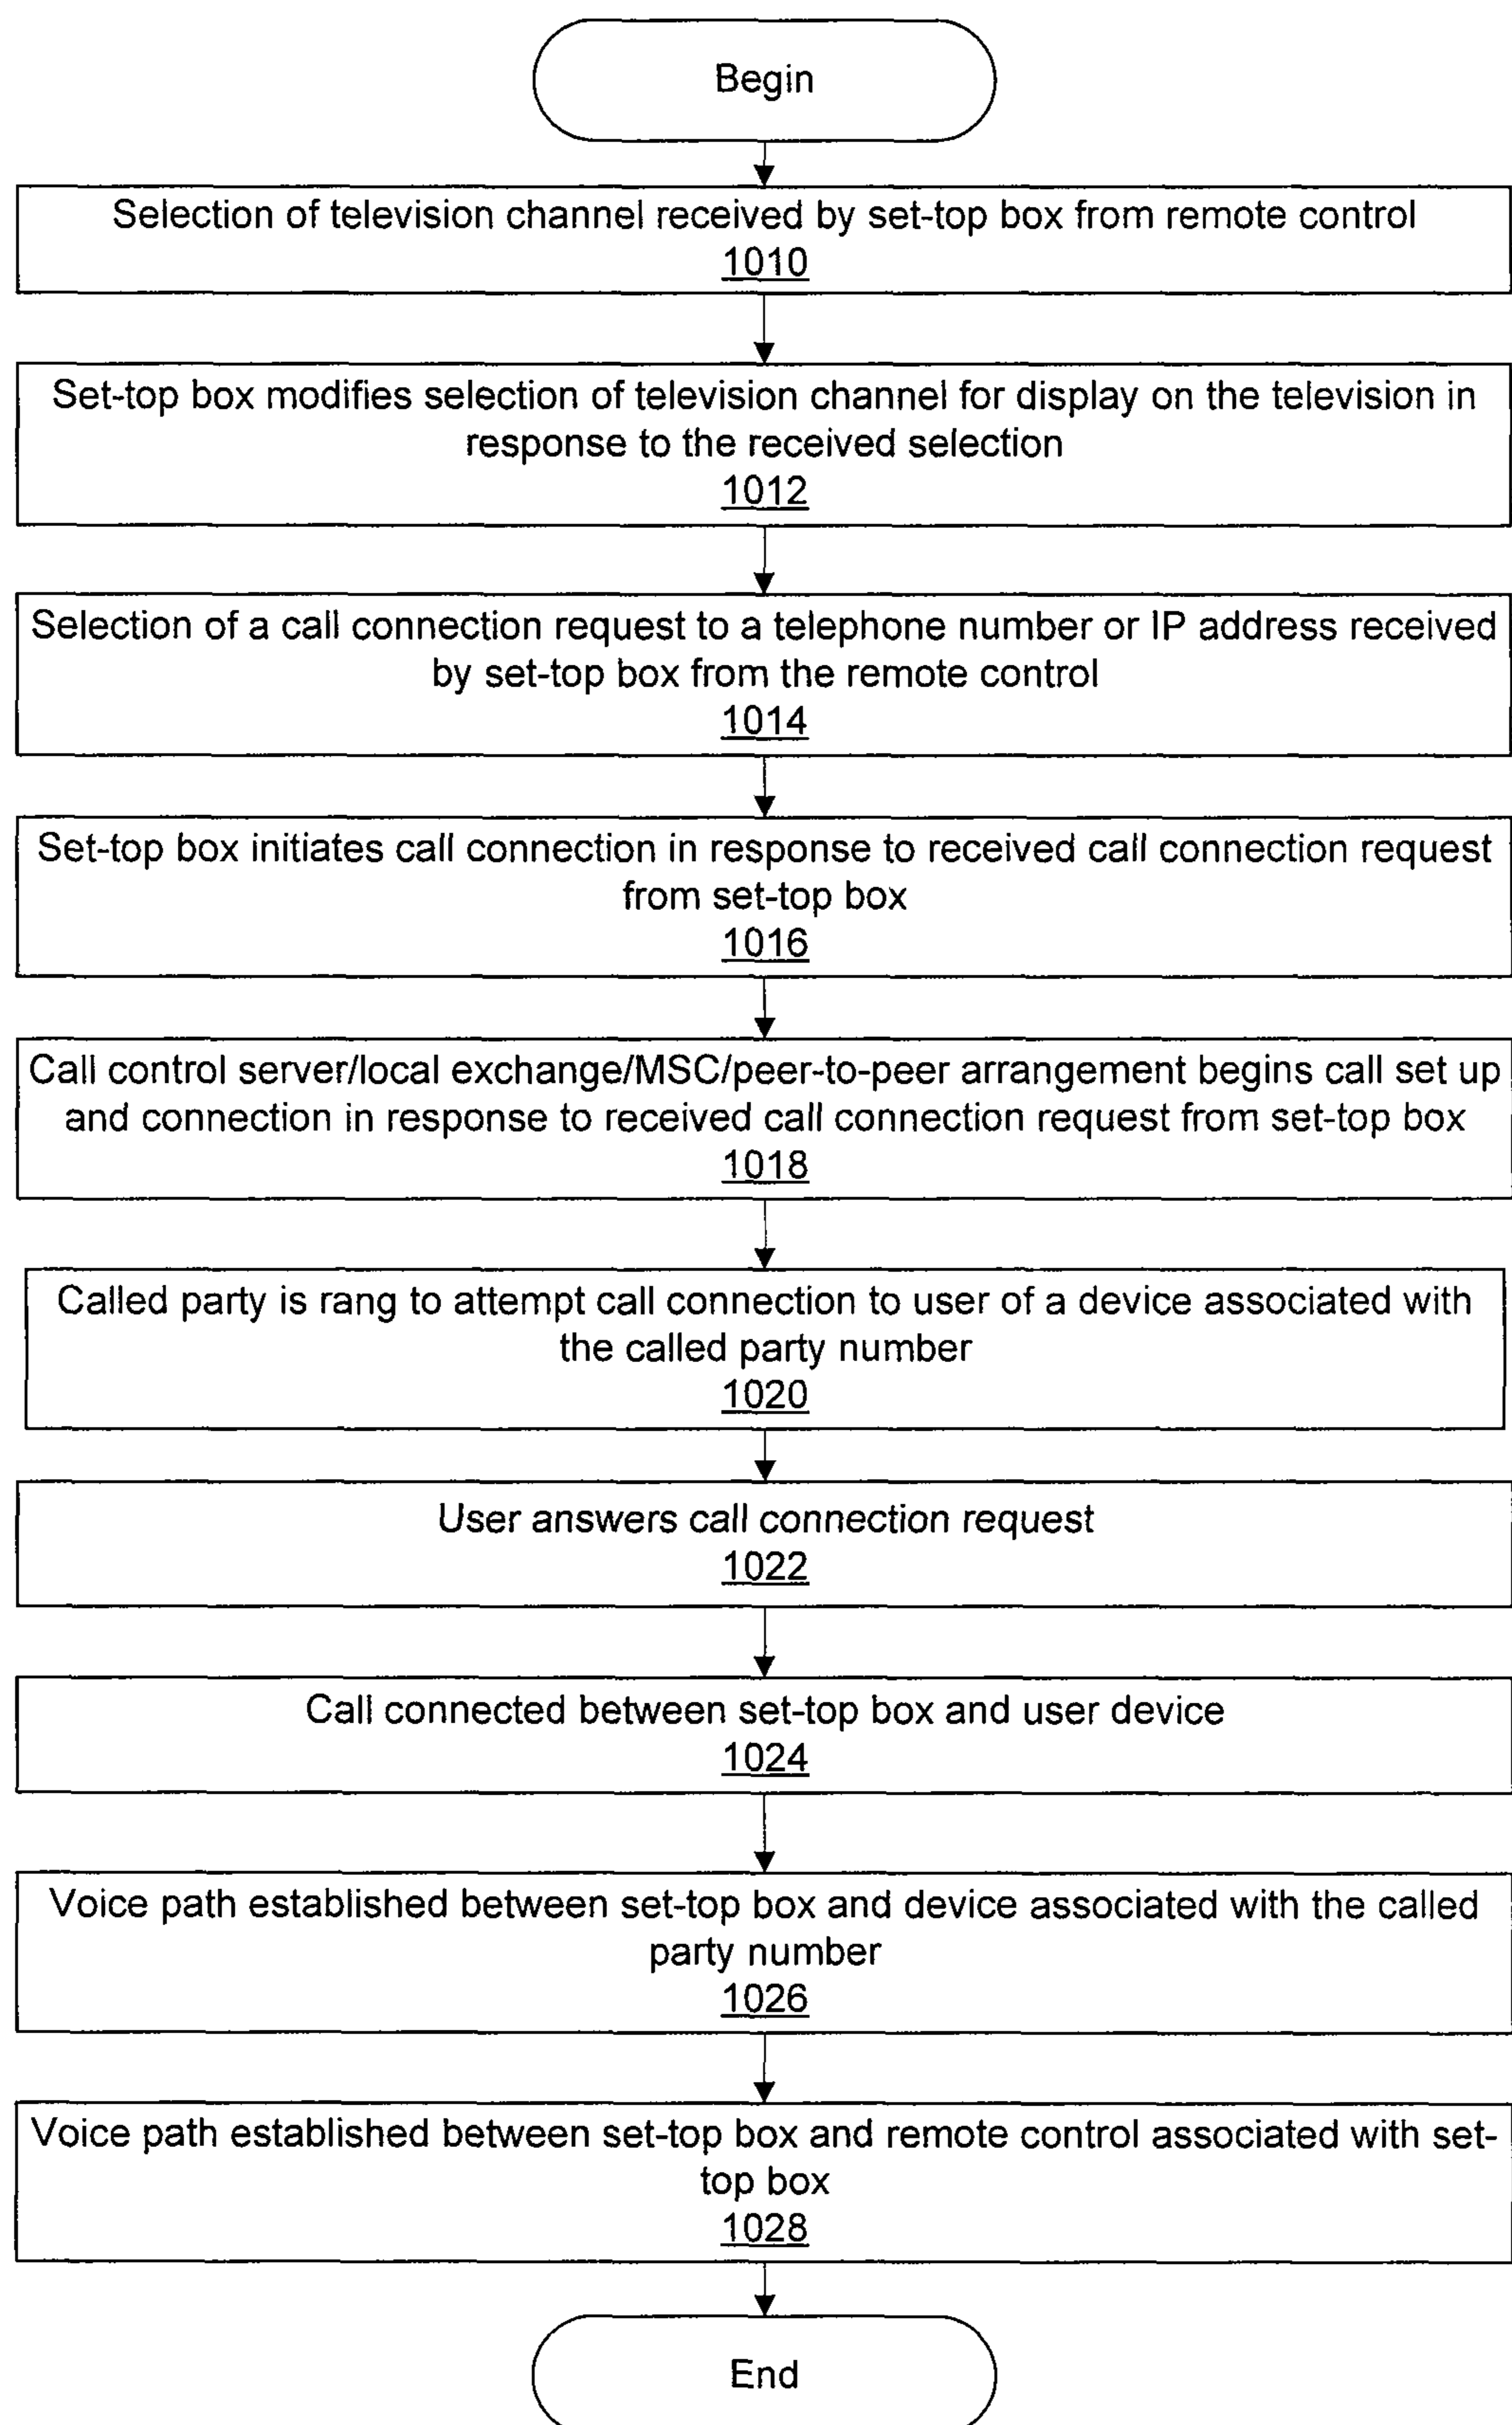 Begin
Selection of television channel received by set-top box from remote control
1010
Set-top box modifies selection of television channel for display on the television in
response to the received selection
1012
Selection of a call connection request to a telephone number or IP address received
by set-top box from the remote control
1014
Set-top box initiates call connection in response to received call connection request
from set-top box
1016
Call control server/local exchange/MSC/peer-to-peer arrangement begins call set up
and connection in response to received call connection request from set-top box
1018
Called party is rang to attempt call connection to user of a device associated with
the called party number
1020
User answers call connection request
1022
Call connected between set-top box and user device
1024
Voice path established between set-top box and device associated with the called
party number
1026
Voice path established between set-top box and remote control associated with set-
top box
1028
End